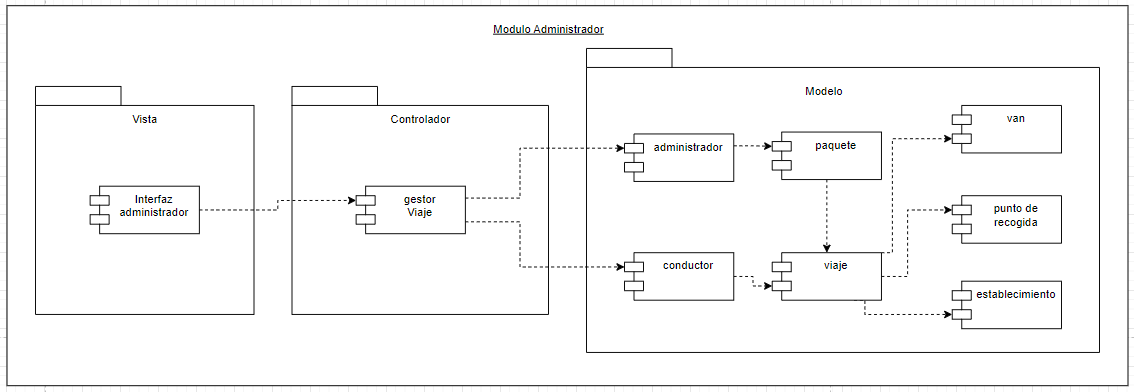 Modulo Administrador
Vista
Interfaz
administrador
Controlador
gestor
Viaje
Modelo
administrador
paquete
van
punto de
recogida
conductor
viaje
establecimiento